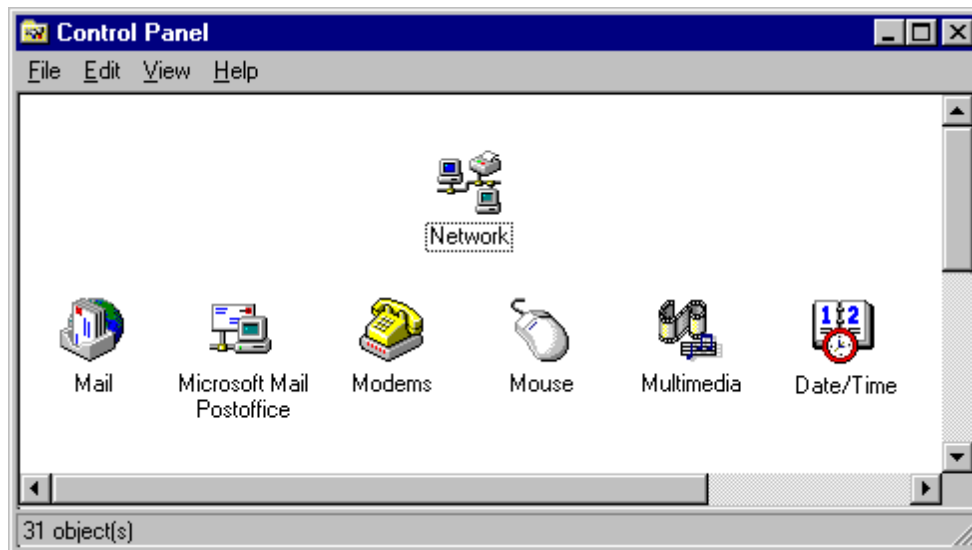 Control Panel
File Edit View Help
Network
Mail
Microsoft Mail
Postoffice
Modems
Mouse
Multimedia
Date/Time
31 object(s)